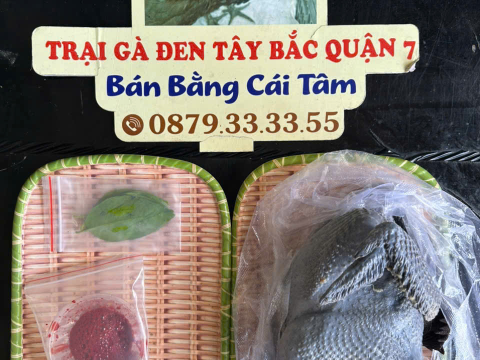 TRẠI GÀ ĐEN TÂY BẮC QUẬN 7
Bán Bằng Cái Tâm
0879.33.33.55